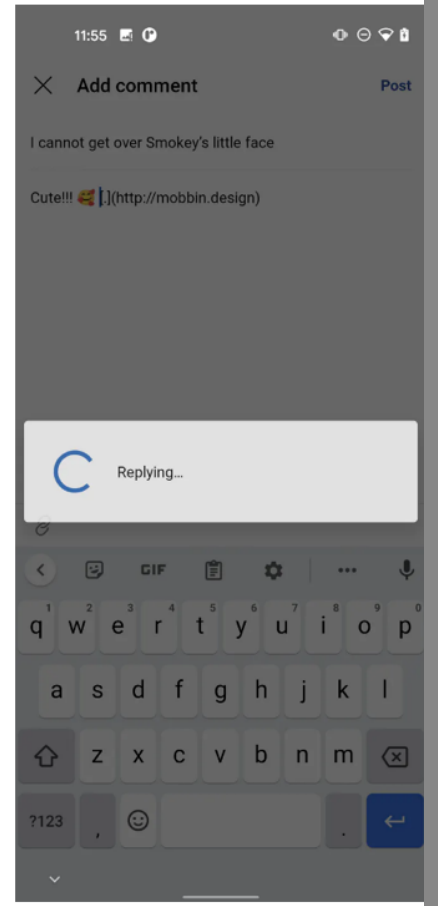 11:55
Add comment
Post
I cannot get over Smokey's little face
Cute!!! 🥰 [.](http://mobbin.design)
Replying...
GIF
1 2 3 4 5 6 7 8 9 0
q w e r t y u i o p
a s d f g h j k l
z x c v b n m
?123 , .